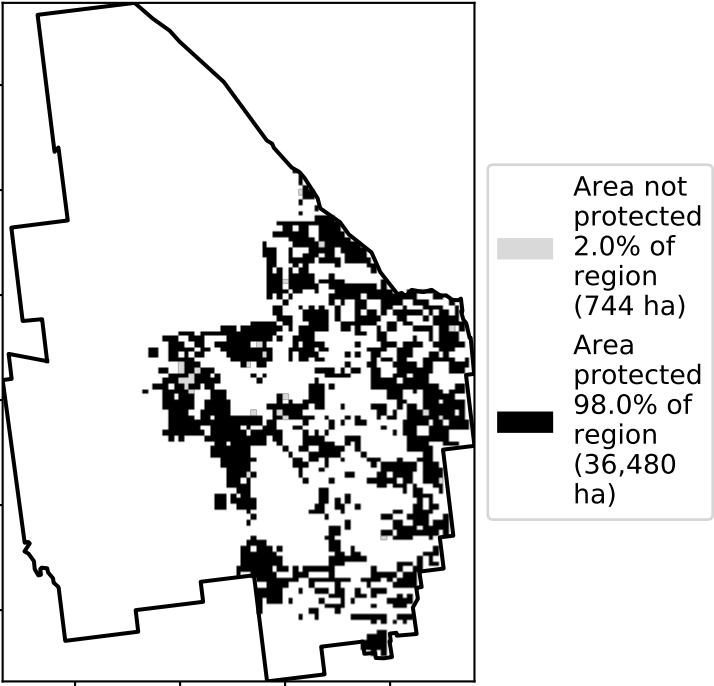 Area not
protected
2.0% of
region
(744 ha)
Area
protected
98.0% of
region
(36,480
ha)